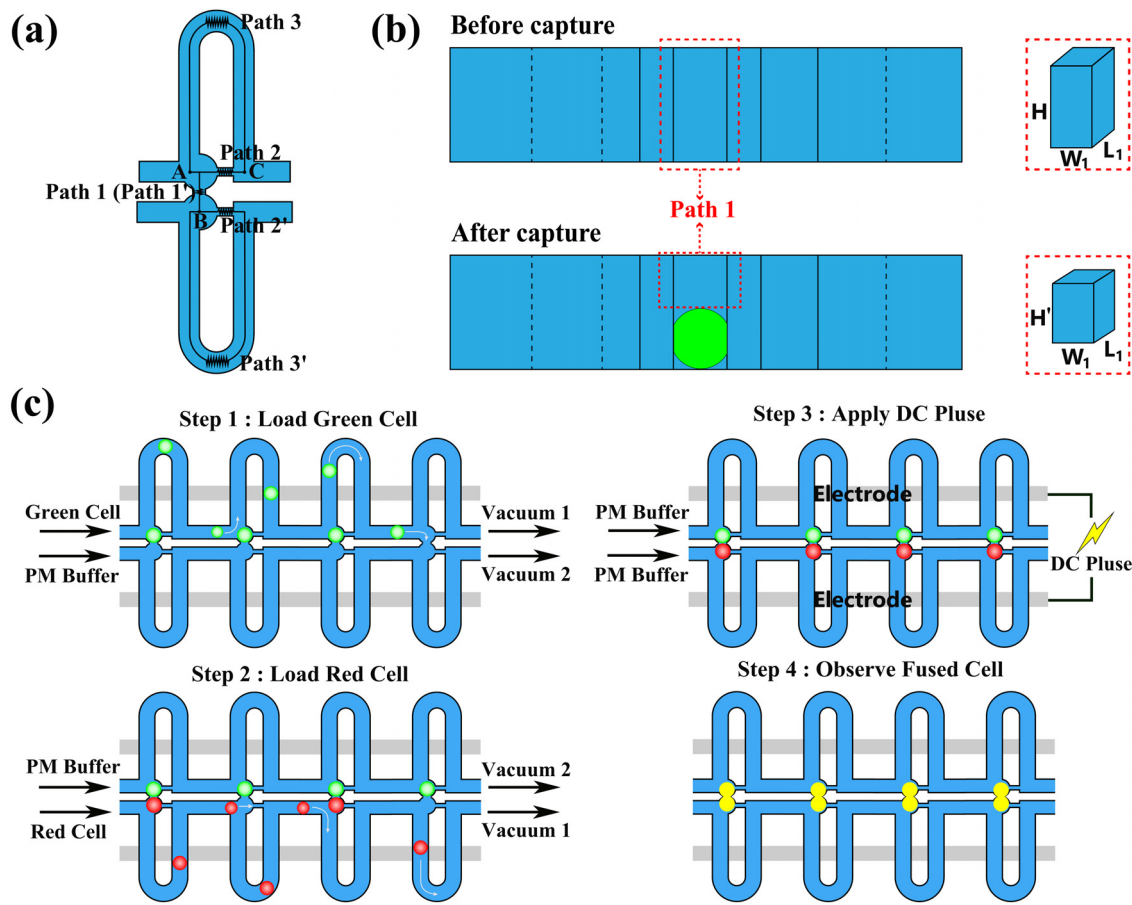 (a)
Path 3
Path 2
A
C
Path 1 (Path 1')
B
Path 2'
Path 3'
(b)
Before capture
H
W1
L1
Path 1
After capture
H'
W1
L1
(c)
Step 1 : Load Green Cell
Green Cell
PM Buffer
Vacuum 1
Vacuum 2
Step 2 : Load Red Cell
PM Buffer
Red Cell
Vacuum 2
Vacuum 1
Step 3 : Apply DC Pluse
Electrode
PM Buffer
PM Buffer
DC Pluse
Electrode
Step 4 : Observe Fused Cell